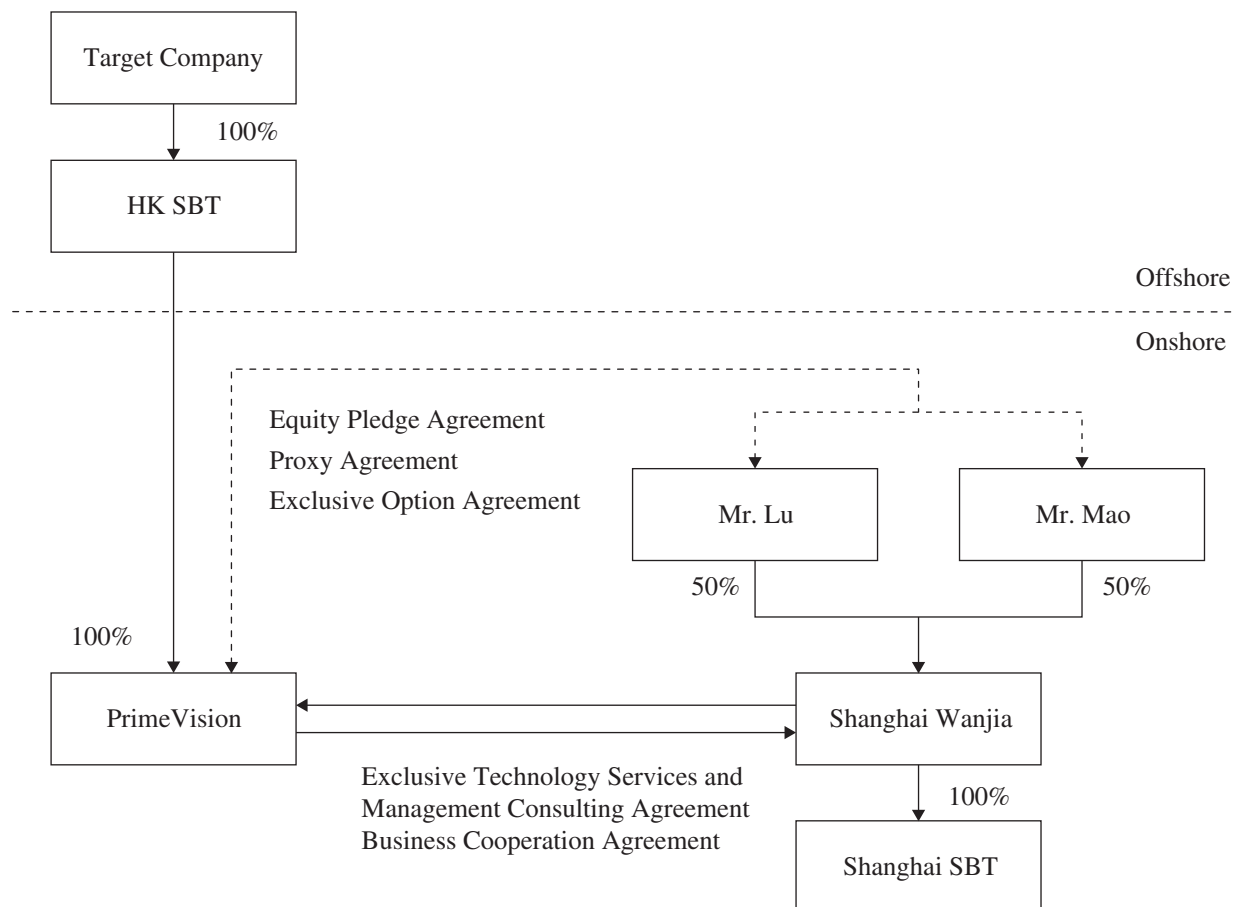 Target Company
100%
HK SBT
Offshore
Onshore
Equity Pledge Agreement
Proxy Agreement
Exclusive Option Agreement
Mr. Lu
Mr. Mao
50%
50%
100%
PrimeVision
Shanghai Wanjia
Exclusive Technology Services and
Management Consulting Agreement
Business Cooperation Agreement
100%
Shanghai SBT